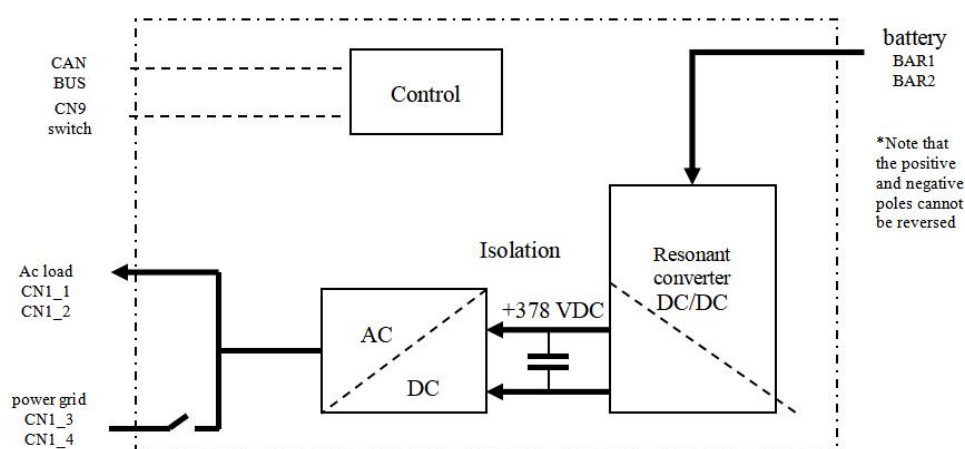 CAN
BUS
CN9
switch
Control
battery
BAR1
BAR2
*Note that
the positive
and negative
poles cannot
be reversed
Isolation
Resonant
converter
DC/DC
Ac load
CN1_1
CN1_2
+378 VDC
AC
DC
power grid
CN1_3
CN1_4